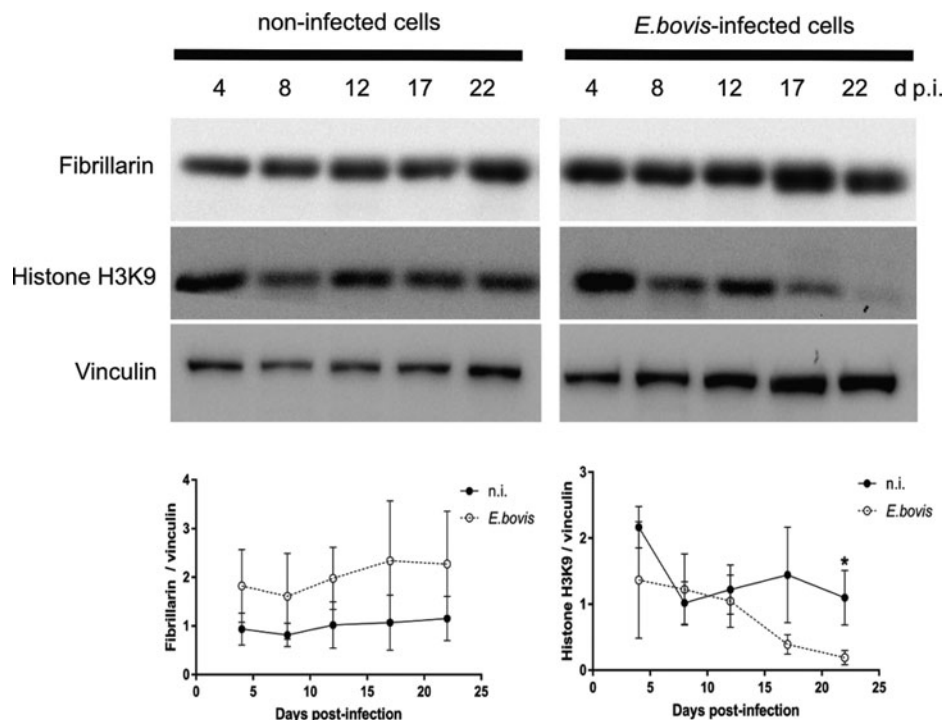 non-infected cells
E.bovis-infected cells
4 8 12 17 22
4 8 12 17 22 d p.i.
Fibrillarin
Histone H3K9
Vinculin
Fibrillarin / vinculin
4
3
2
1
0
n.i.
E.bovis
0 5 10 15 20 25
Days post-infection
Histone H3K9 / vinculin
3
2
1
0
n.i.
E.bovis
*
0 5 10 15 20 25
Days post-infection